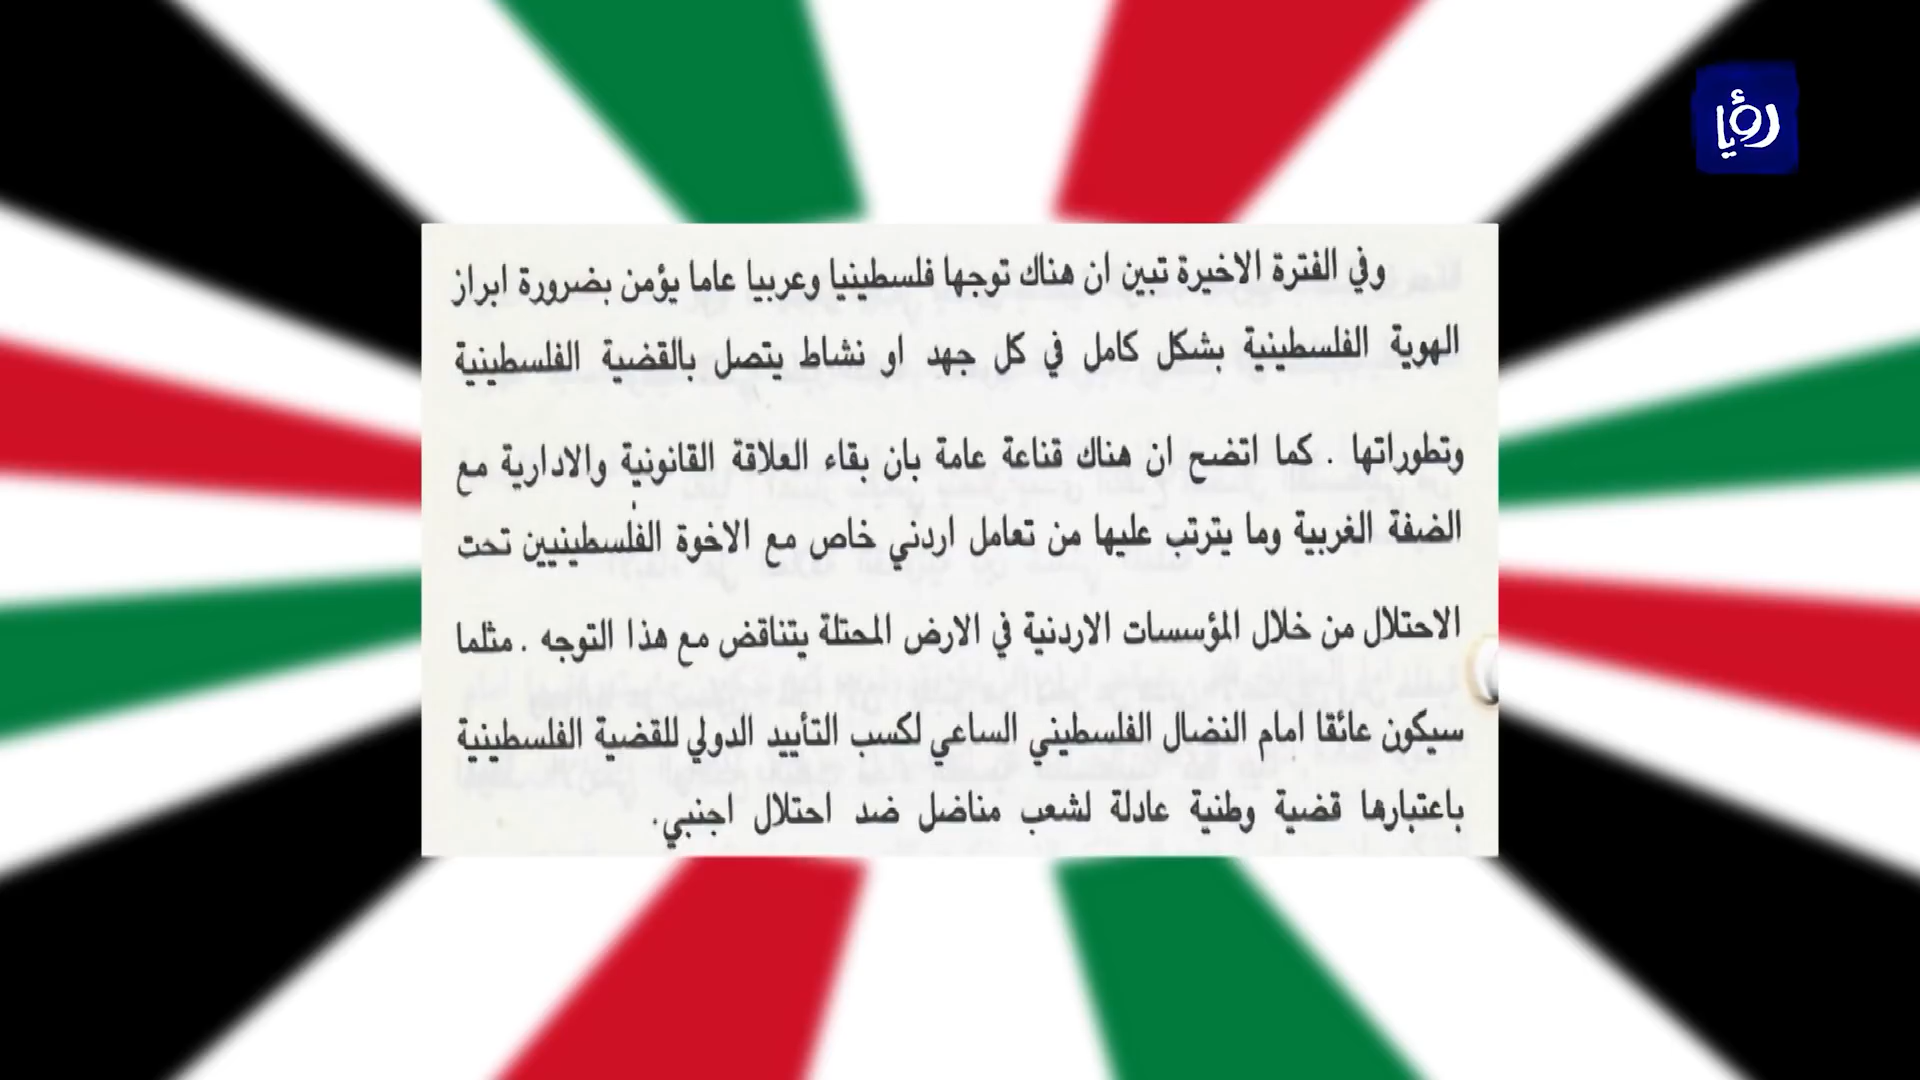 رؤيا
وفي الفترة الاخيرة تبين ان هناك توجها فلسطينيا وعربيا عاما يؤمن بضرورة ابراز
الهوية الفلسطينية بشكل كامل في كل جهد او نشاط يتصل بالقضية الفلسطينية
وتطوراتها . كما اتضح ان هناك قناعة عامة بان بقاء العلاقة القانونية والادارية مع
الضفة الغربية وما يترتب عليها من تعامل اردني خاص مع الاخوة الفلسطينيين تحت
الاحتلال من خلال المؤسسات الاردنية في الارض المحتلة يتناقض مع هذا التوجه . مثلما
سيكون عائقا امام النضال الفلسطيني الساعي لكسب التأييد الدولي للقضية الفلسطينية
باعتبارها قضية وطنية عادلة لشعب مناضل ضد احتلال اجنبي.